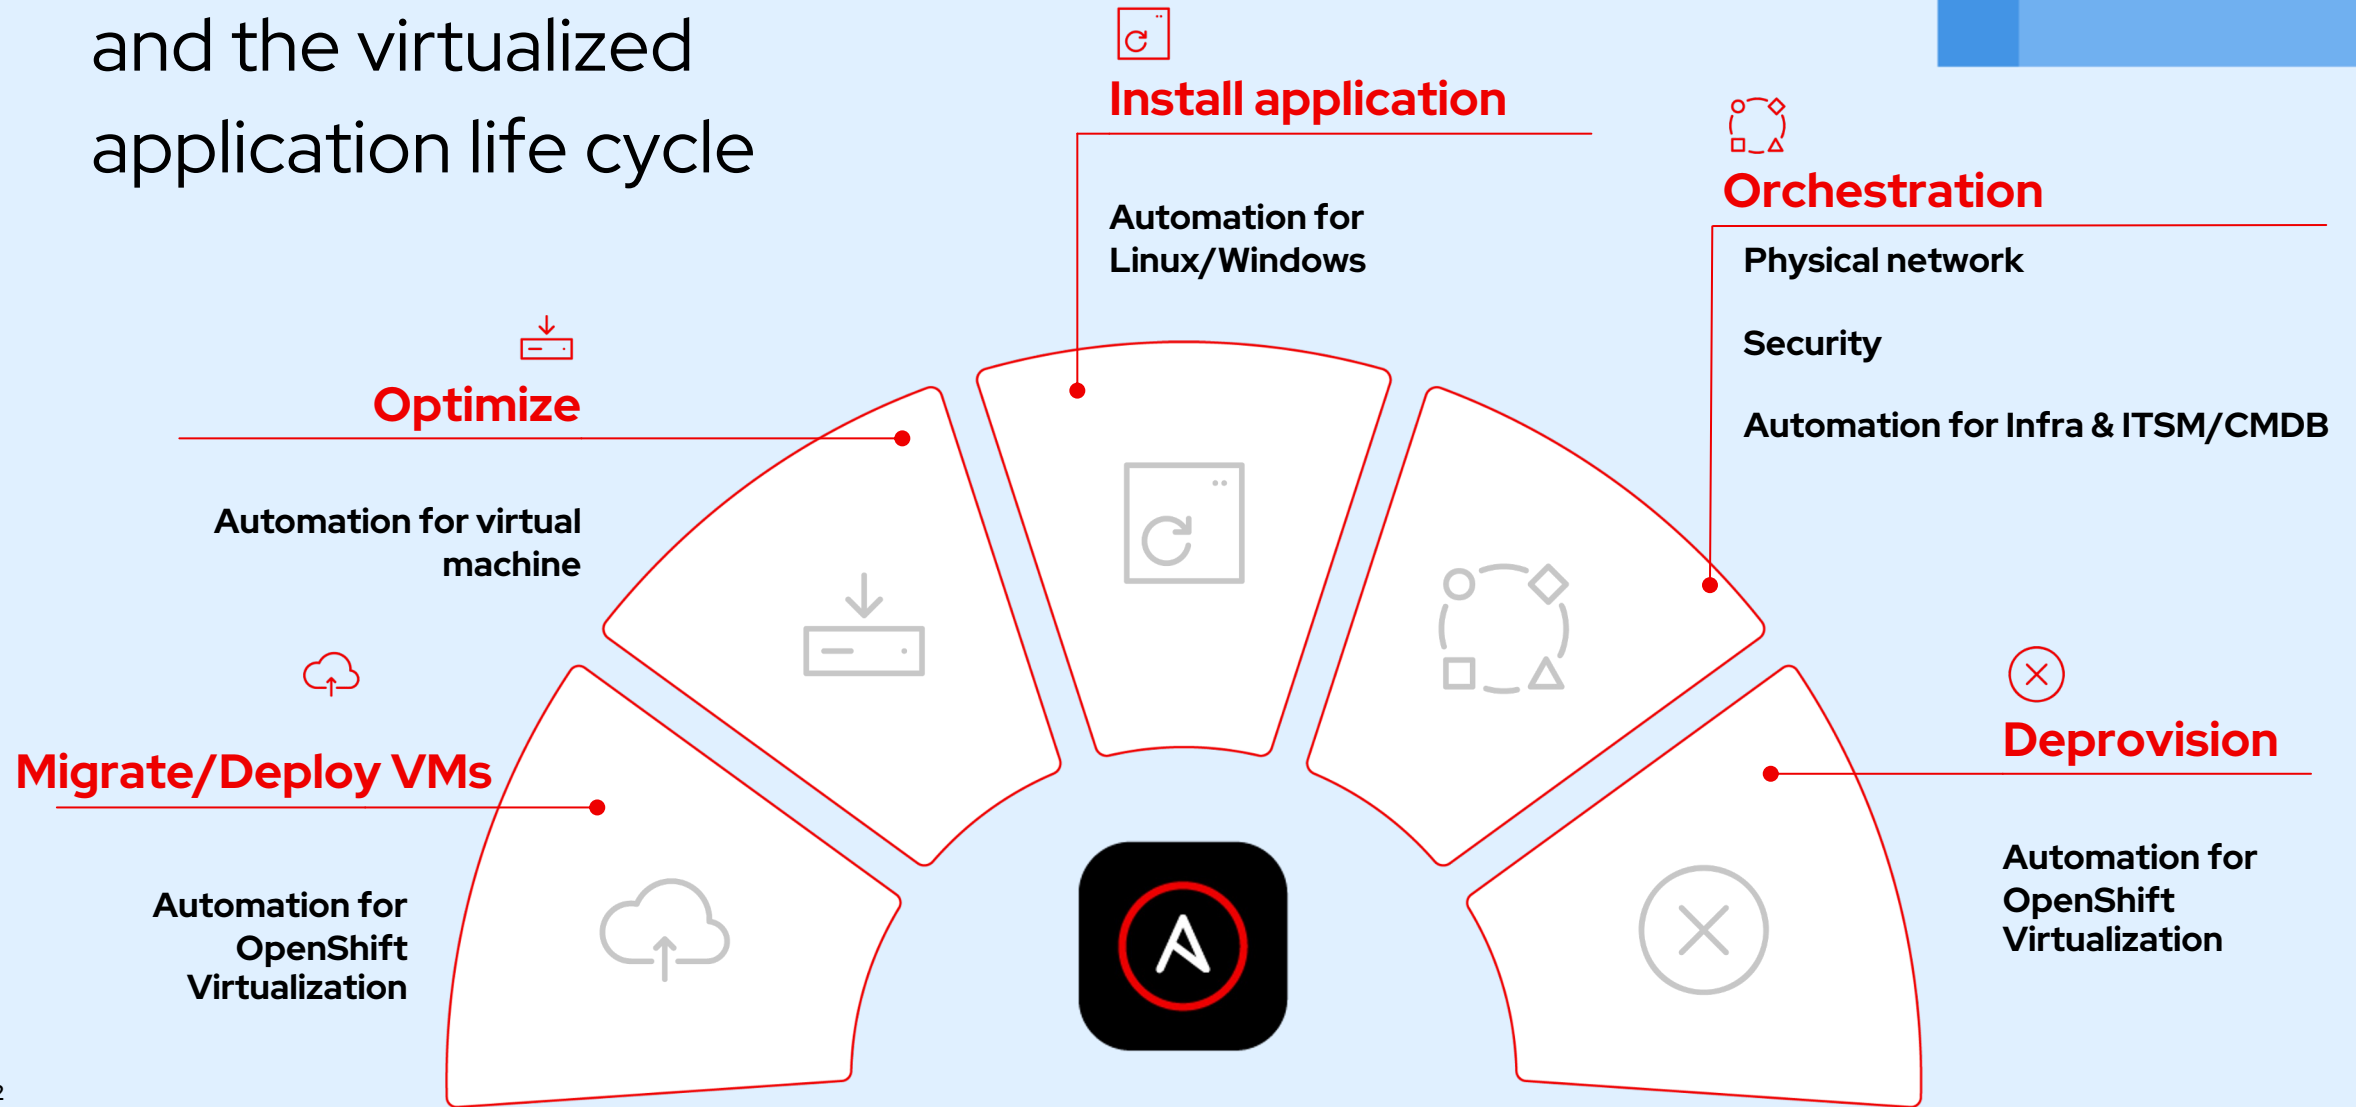 and the virtualized
application life cycle
Install application
Automation for
Linux/Windows
Orchestration
Physical network
Security
Automation for Infra & ITSM/CMDB
Optimize
Automation for virtual
machine
Migrate/Deploy VMs
Automation for
OpenShift
Virtualization
Deprovision
Automation for
OpenShift
Virtualization